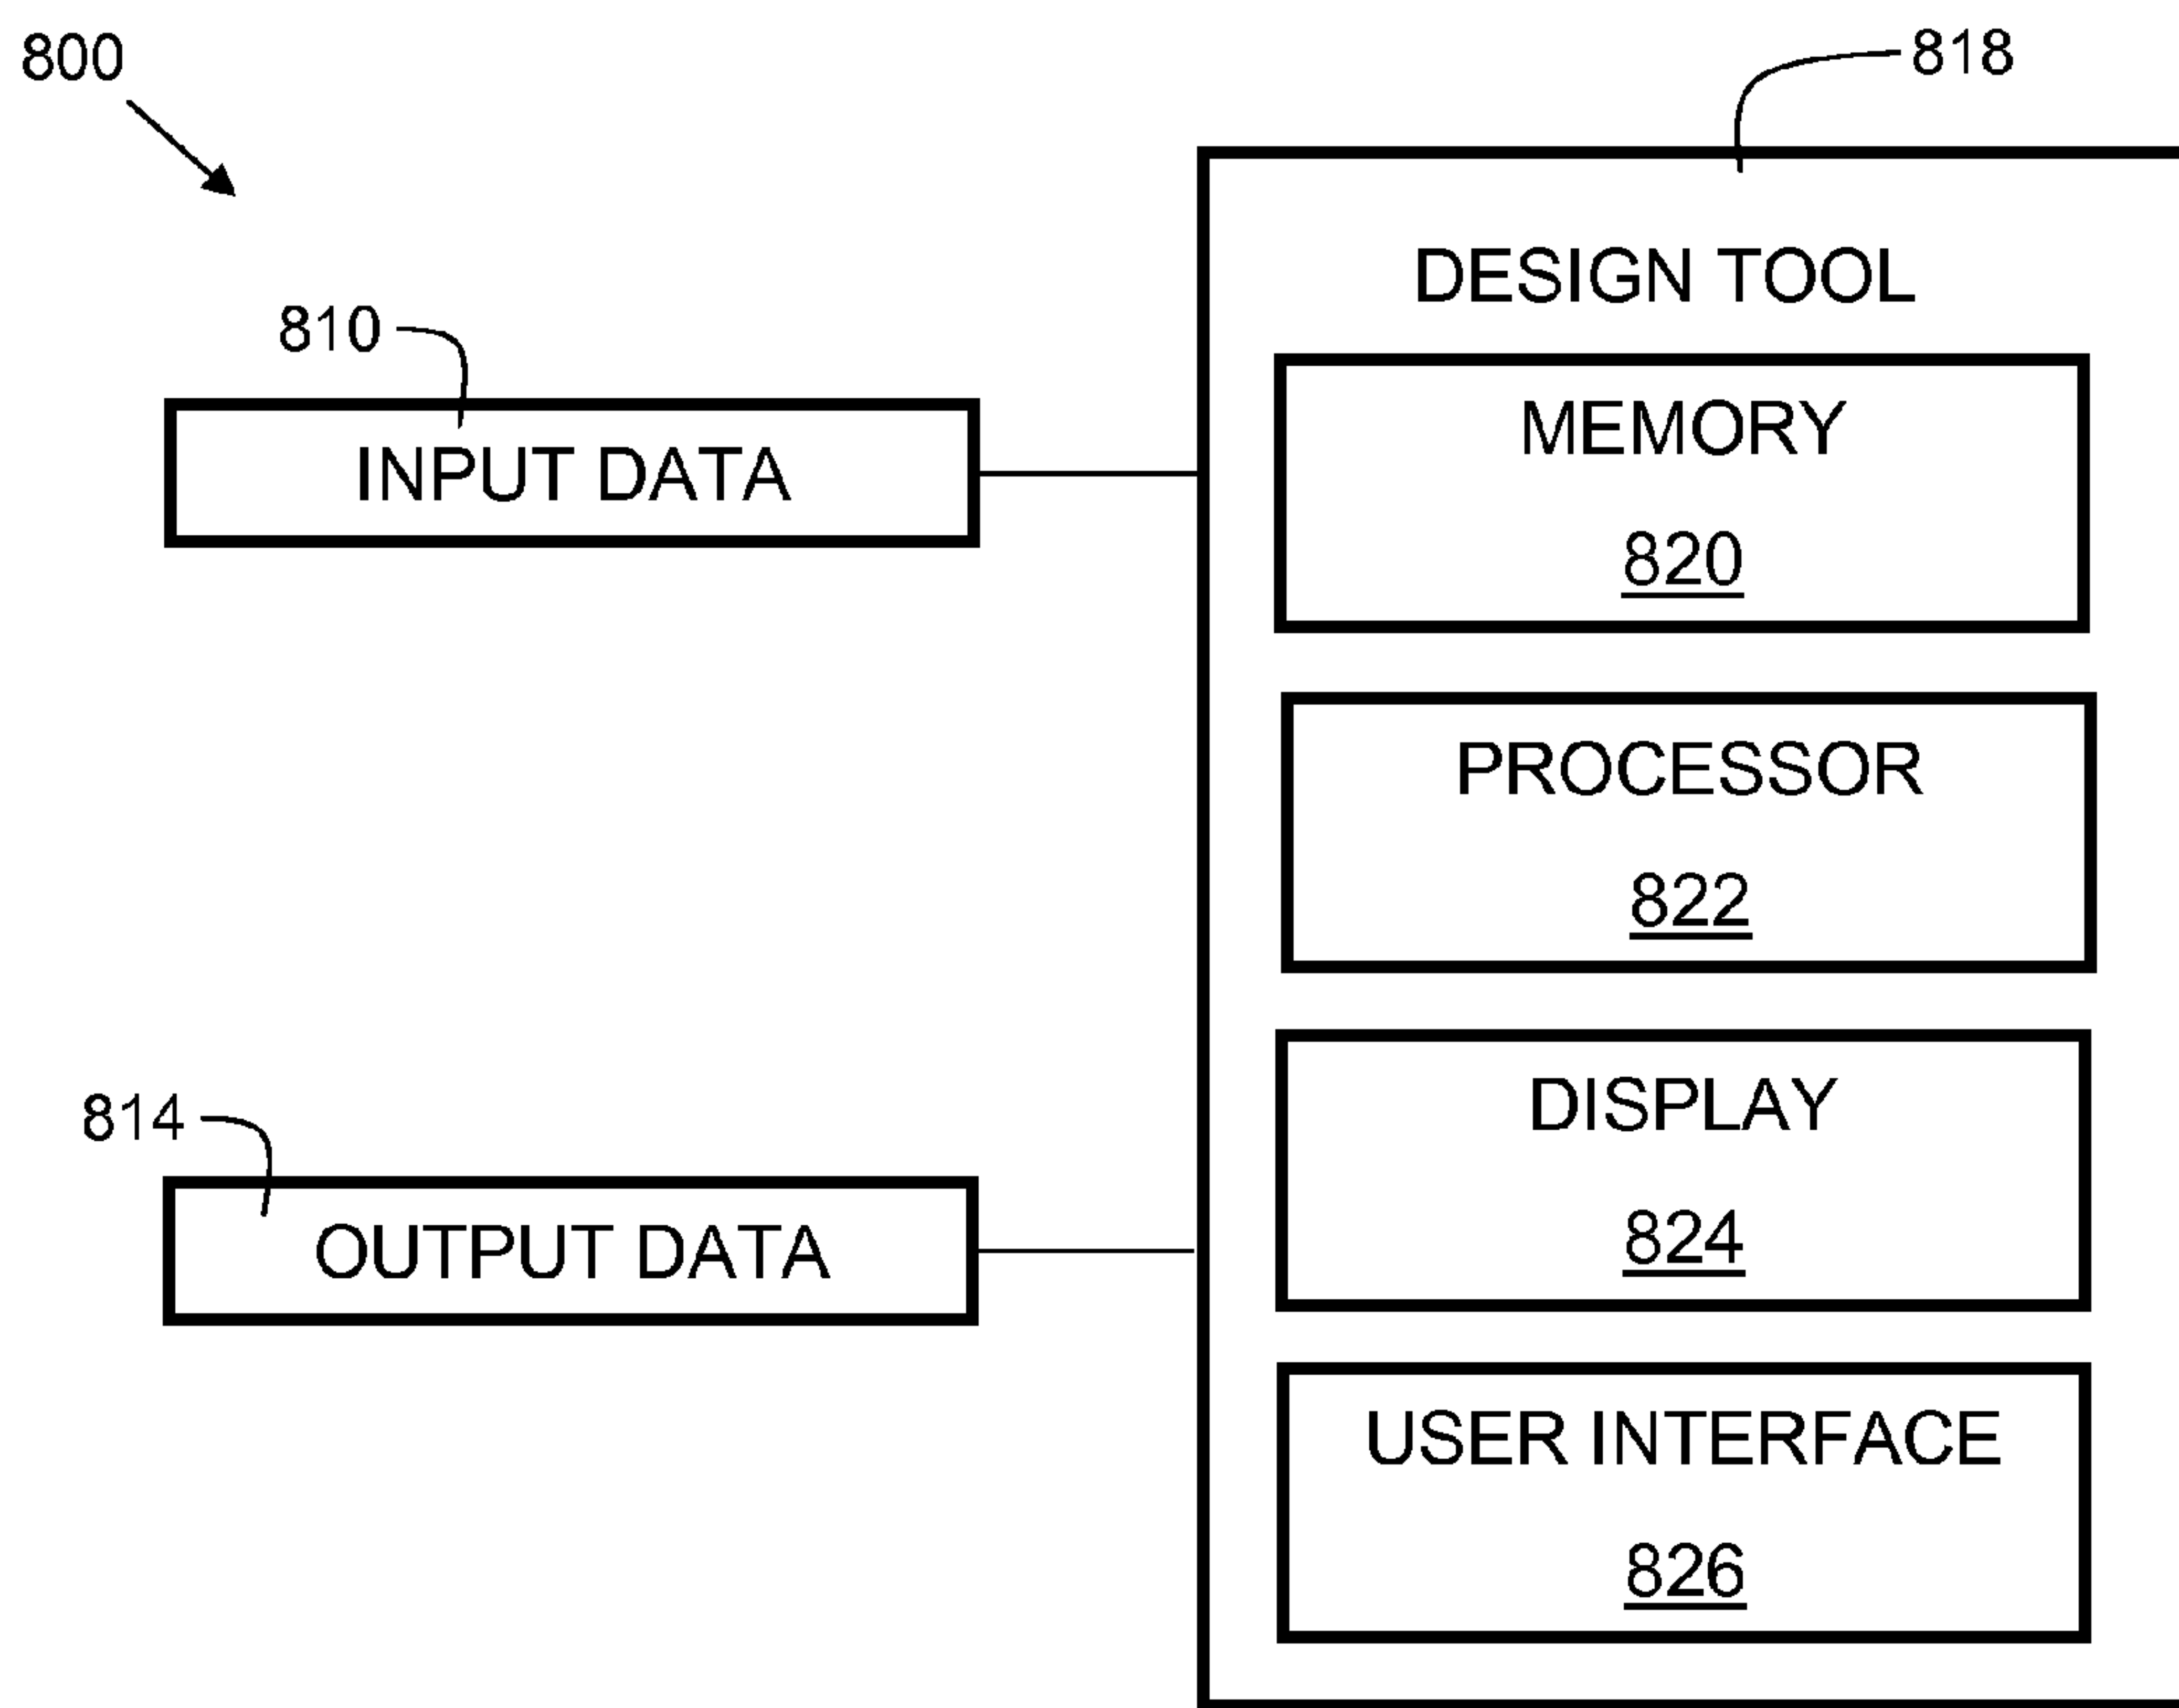 800
818
DESIGN TOOL
810
INPUT DATA
MEMORY
820
PROCESSOR
822
814
OUTPUT DATA
DISPLAY
824
USER INTERFACE
826